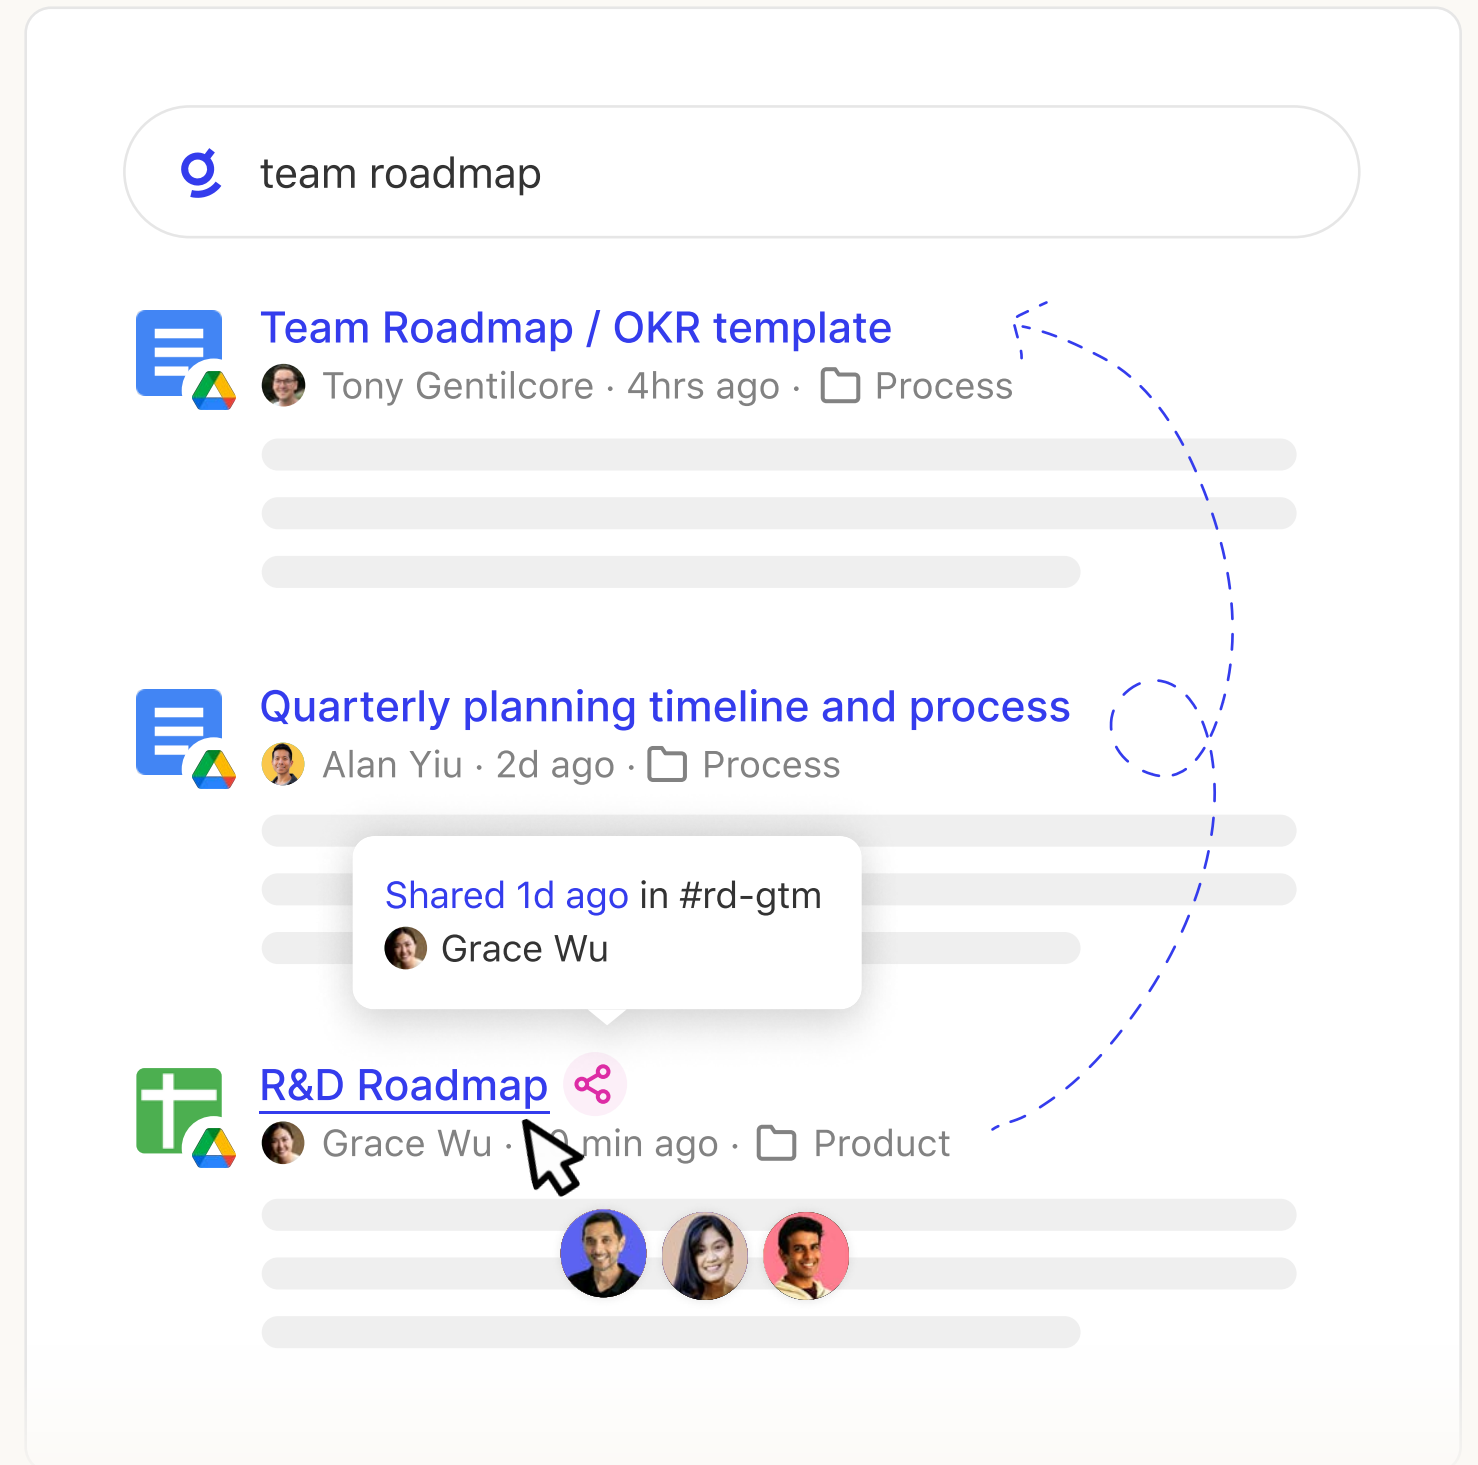 team roadmap
Team Roadmap / OKR template
Tony Gentilcore · 4hrs ago · Process
Quarterly planning timeline and process
Alan Yiu · 2d ago · Process
Shared 1d ago in #rd-gtm
Grace Wu
R&D Roadmap
Grace Wu · min ago · Product